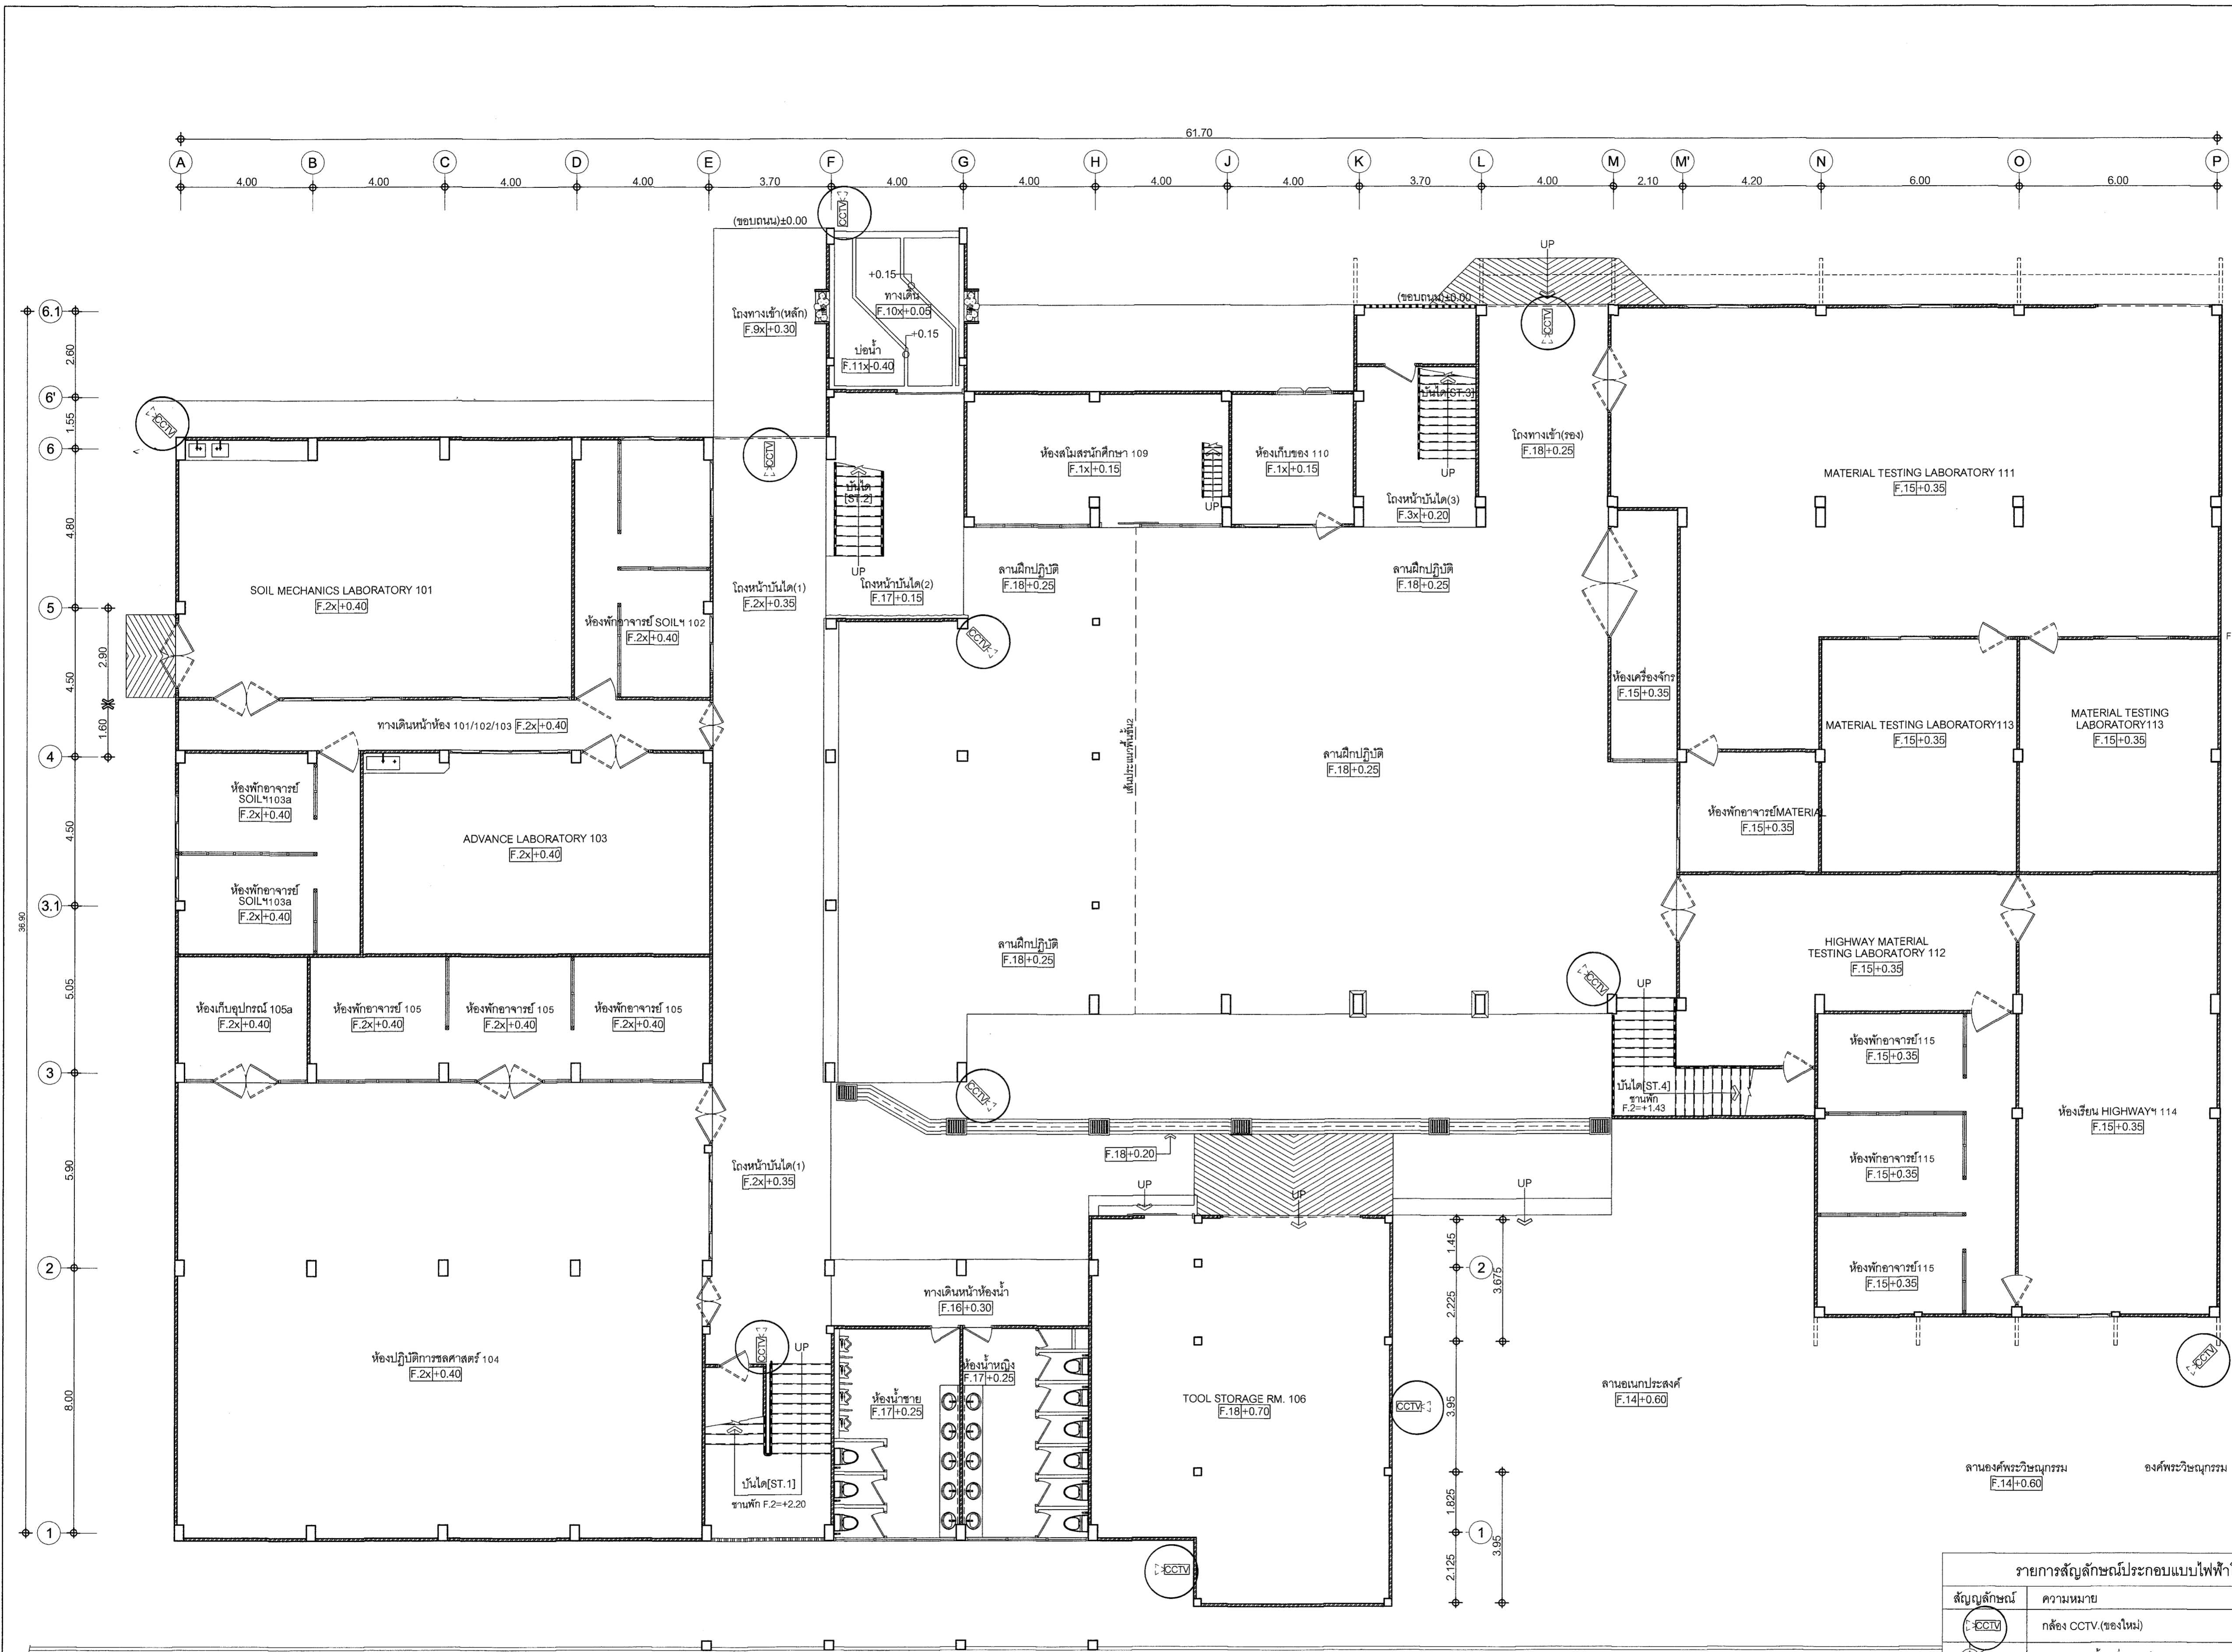 61.70
A B C D E F G H J K L M M' N O P
4.00 4.00 4.00 4.00 3.70 4.00 4.00 4.00 4.00 3.70 4.00 2.10 4.20 6.00 6.00
CCTV
(ขอบถนน)±0.00
UP
+0.15
ทางเดิน
F.10x+0.05
(ขอบถนน)±0.00
โถงทางเข้า(หลัก)
F.9x +0.30
+0.15
บ่อน้ำ
F.11x -0.40
CCTV
6.1
2.60
6'
1.55
6
4.80
5
4.50
2.90
1.60
4
4.50
3.1
5.05
3
5.90
2
8.00
1
36.90
CCTV
CCTV
บันได[ST.3]
UP
โถงทางเข้า(รอง)
F.18 +0.25
ห้องสโมสรนักศึกษา 109
F.1x +0.15
UP
ห้องเก็บของ 110
F.1x +0.15
MATERIAL TESTING LABORATORY 111
F.15 +0.35
บันได
[ST.2]
UP
โถงหน้าบันได(3)
F.3x +0.20
SOIL MECHANICS LABORATORY 101
F.2x +0.40
โถงหน้าบันได(1)
F.2x +0.35
โถงหน้าบันได(2)
F.17 +0.15
ลานฝึกปฏิบัติ
F.18 +0.25
ลานฝึกปฏิบัติ
F.18 +0.25
ห้องพักอาจารย์ SOILฯ 102
F.2x +0.40
CCTV
F
ห้องเครื่องจักร
F.15 +0.35
ทางเดินหน้าห้อง 101/102/103 F.2x +0.40
เส้นประแนวพื้นชั้น2
ลานฝึกปฏิบัติ
F.18 +0.25
MATERIAL TESTING LABORATORY113
F.15 +0.35
MATERIAL TESTING
LABORATORY113
F.15 +0.35
ห้องพักอาจารย์
SOILฯ103a
F.2x +0.40
ADVANCE LABORATORY 103
F.2x +0.40
ห้องพักอาจารย์MATERIAL
F.15 +0.35
ห้องพักอาจารย์
SOILฯ103a
F.2x +0.40
ลานฝึกปฏิบัติ
F.18 +0.25
HIGHWAY MATERIAL
TESTING LABORATORY 112
F.15 +0.35
CCTV
UP
ห้องเก็บอุปกรณ์ 105a
F.2x +0.40
ห้องพักอาจารย์ 105
F.2x +0.40
ห้องพักอาจารย์ 105
F.2x +0.40
ห้องพักอาจารย์ 105
F.2x +0.40
ห้องพักอาจารย์115
F.15 +0.35
CCTV
บันได[ST.4]
ชานพัก
F.2=+1.43
ห้องเรียน HIGHWAYฯ 114
F.15 +0.35
F.18 +0.20
โถงหน้าบันได(1)
F.2x +0.35
UP
UP
UP
ห้องพักอาจารย์115
F.15 +0.35
1.45
2
2.225
3.675
3.95
1.825
1
2.125
3.95
ห้องพักอาจารย์115
F.15 +0.35
ทางเดินหน้าห้องน้ำ
F.16 +0.30
CCTV
UP
ห้องปฏิบัติการชลศาสตร์ 104
F.2x +0.40
ห้องน้ำหญิง
F.17 +0.25
ห้องน้ำชาย
F.17 +0.25
TOOL STORAGE RM. 106
F.18 +0.70
CCTV
ลานอเนกประสงค์
F.14 +0.60
CCTV
บันได[ST.1]
ชานพัก F.2=+2.20
ลานองค์พระวิษณุกรรม
F.14 +0.60
องค์พระวิษณุกรรม
CCTV
รายการสัญลักษณ์ประกอบแบบไฟฟ้า
สัญญลักษณ์ ความหมาย
CCTV กล้อง CCTV.(ของใหม่)